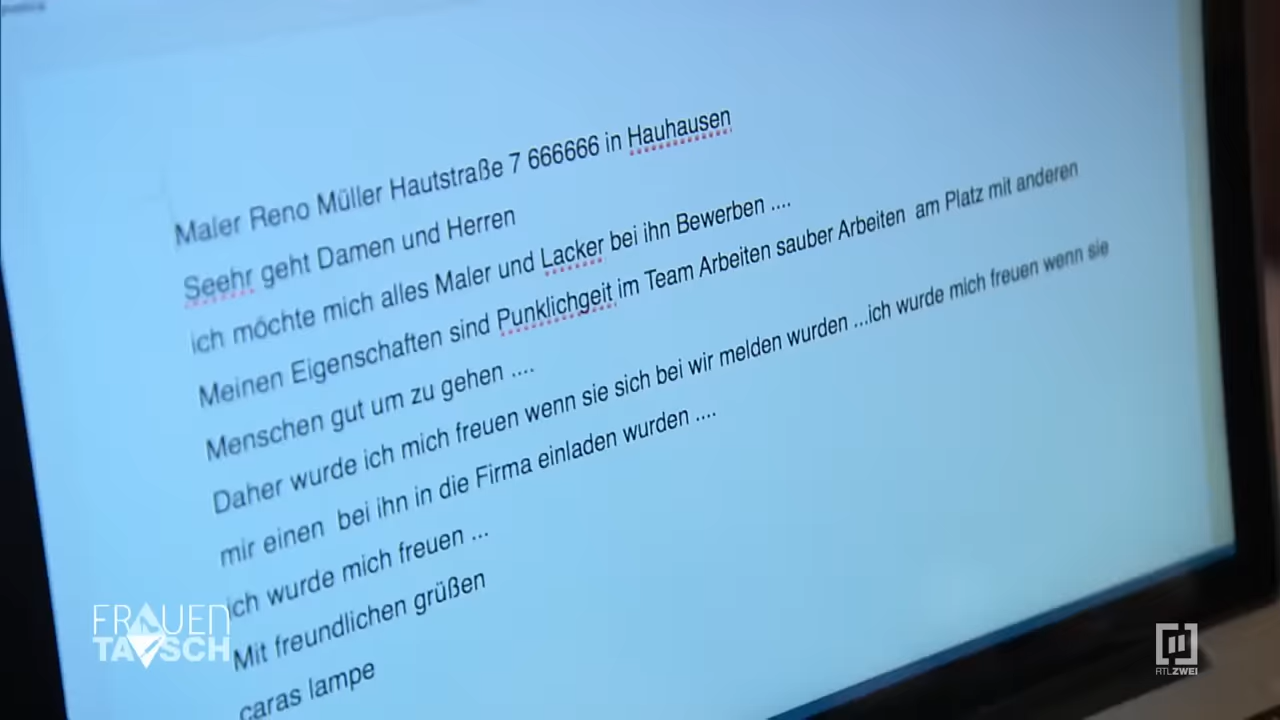 Maler Reno Müller Hautstraße 7 666666 in Hauhausen
Seehr geht Damen und Herren
ich möchte mich alles Maler und Lacker bei ihn Bewerben ....
Meinen Eigenschaften sind Punklichgeit im Team Arbeiten sauber Arbeiten am Platz mit anderen
Menschen gut um zu gehen ....
Daher wurde ich mich freuen wenn sie sich bei wir melden wurden ...ich wurde mich freuen wenn sie
mir einen bei ihn in die Firma einladen wurden ....
ich wurde mich freuen ...
Mit freundlichen grüßen
caras lampe
FRAUEN
TAUSCH
RTLZWEI